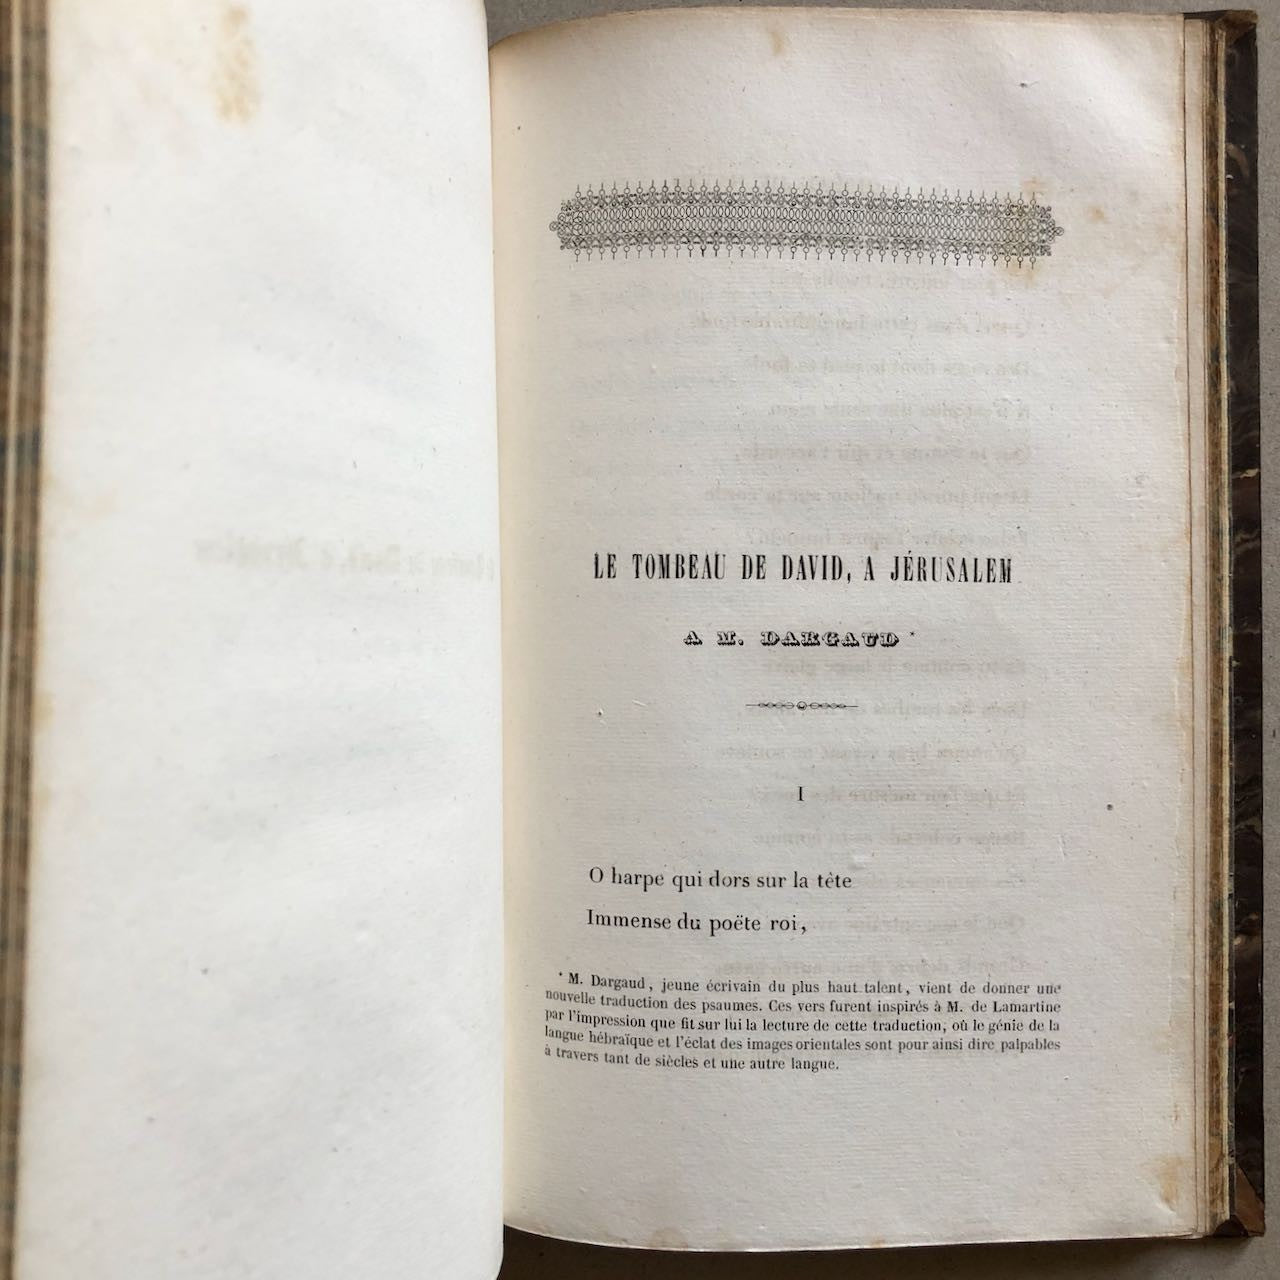 LE TOMBEAU DE DAVID, A JÉRUSALEM
A M. DARGAUD *
I
O harpe qui dors sur la tête
Immense du poëte roi,
* M. Dargaud, jeune écrivain du plus haut talent, vient de donner une
nouvelle traduction des psaumes. Ces vers furent inspirés à M. de Lamartine
par l'impression que fit sur lui la lecture de cette traduction, où le génie de la
langue hébraïque et l'éclat des images orientales sont pour ainsi dire palpables
à travers tant de siècles et une autre langue.